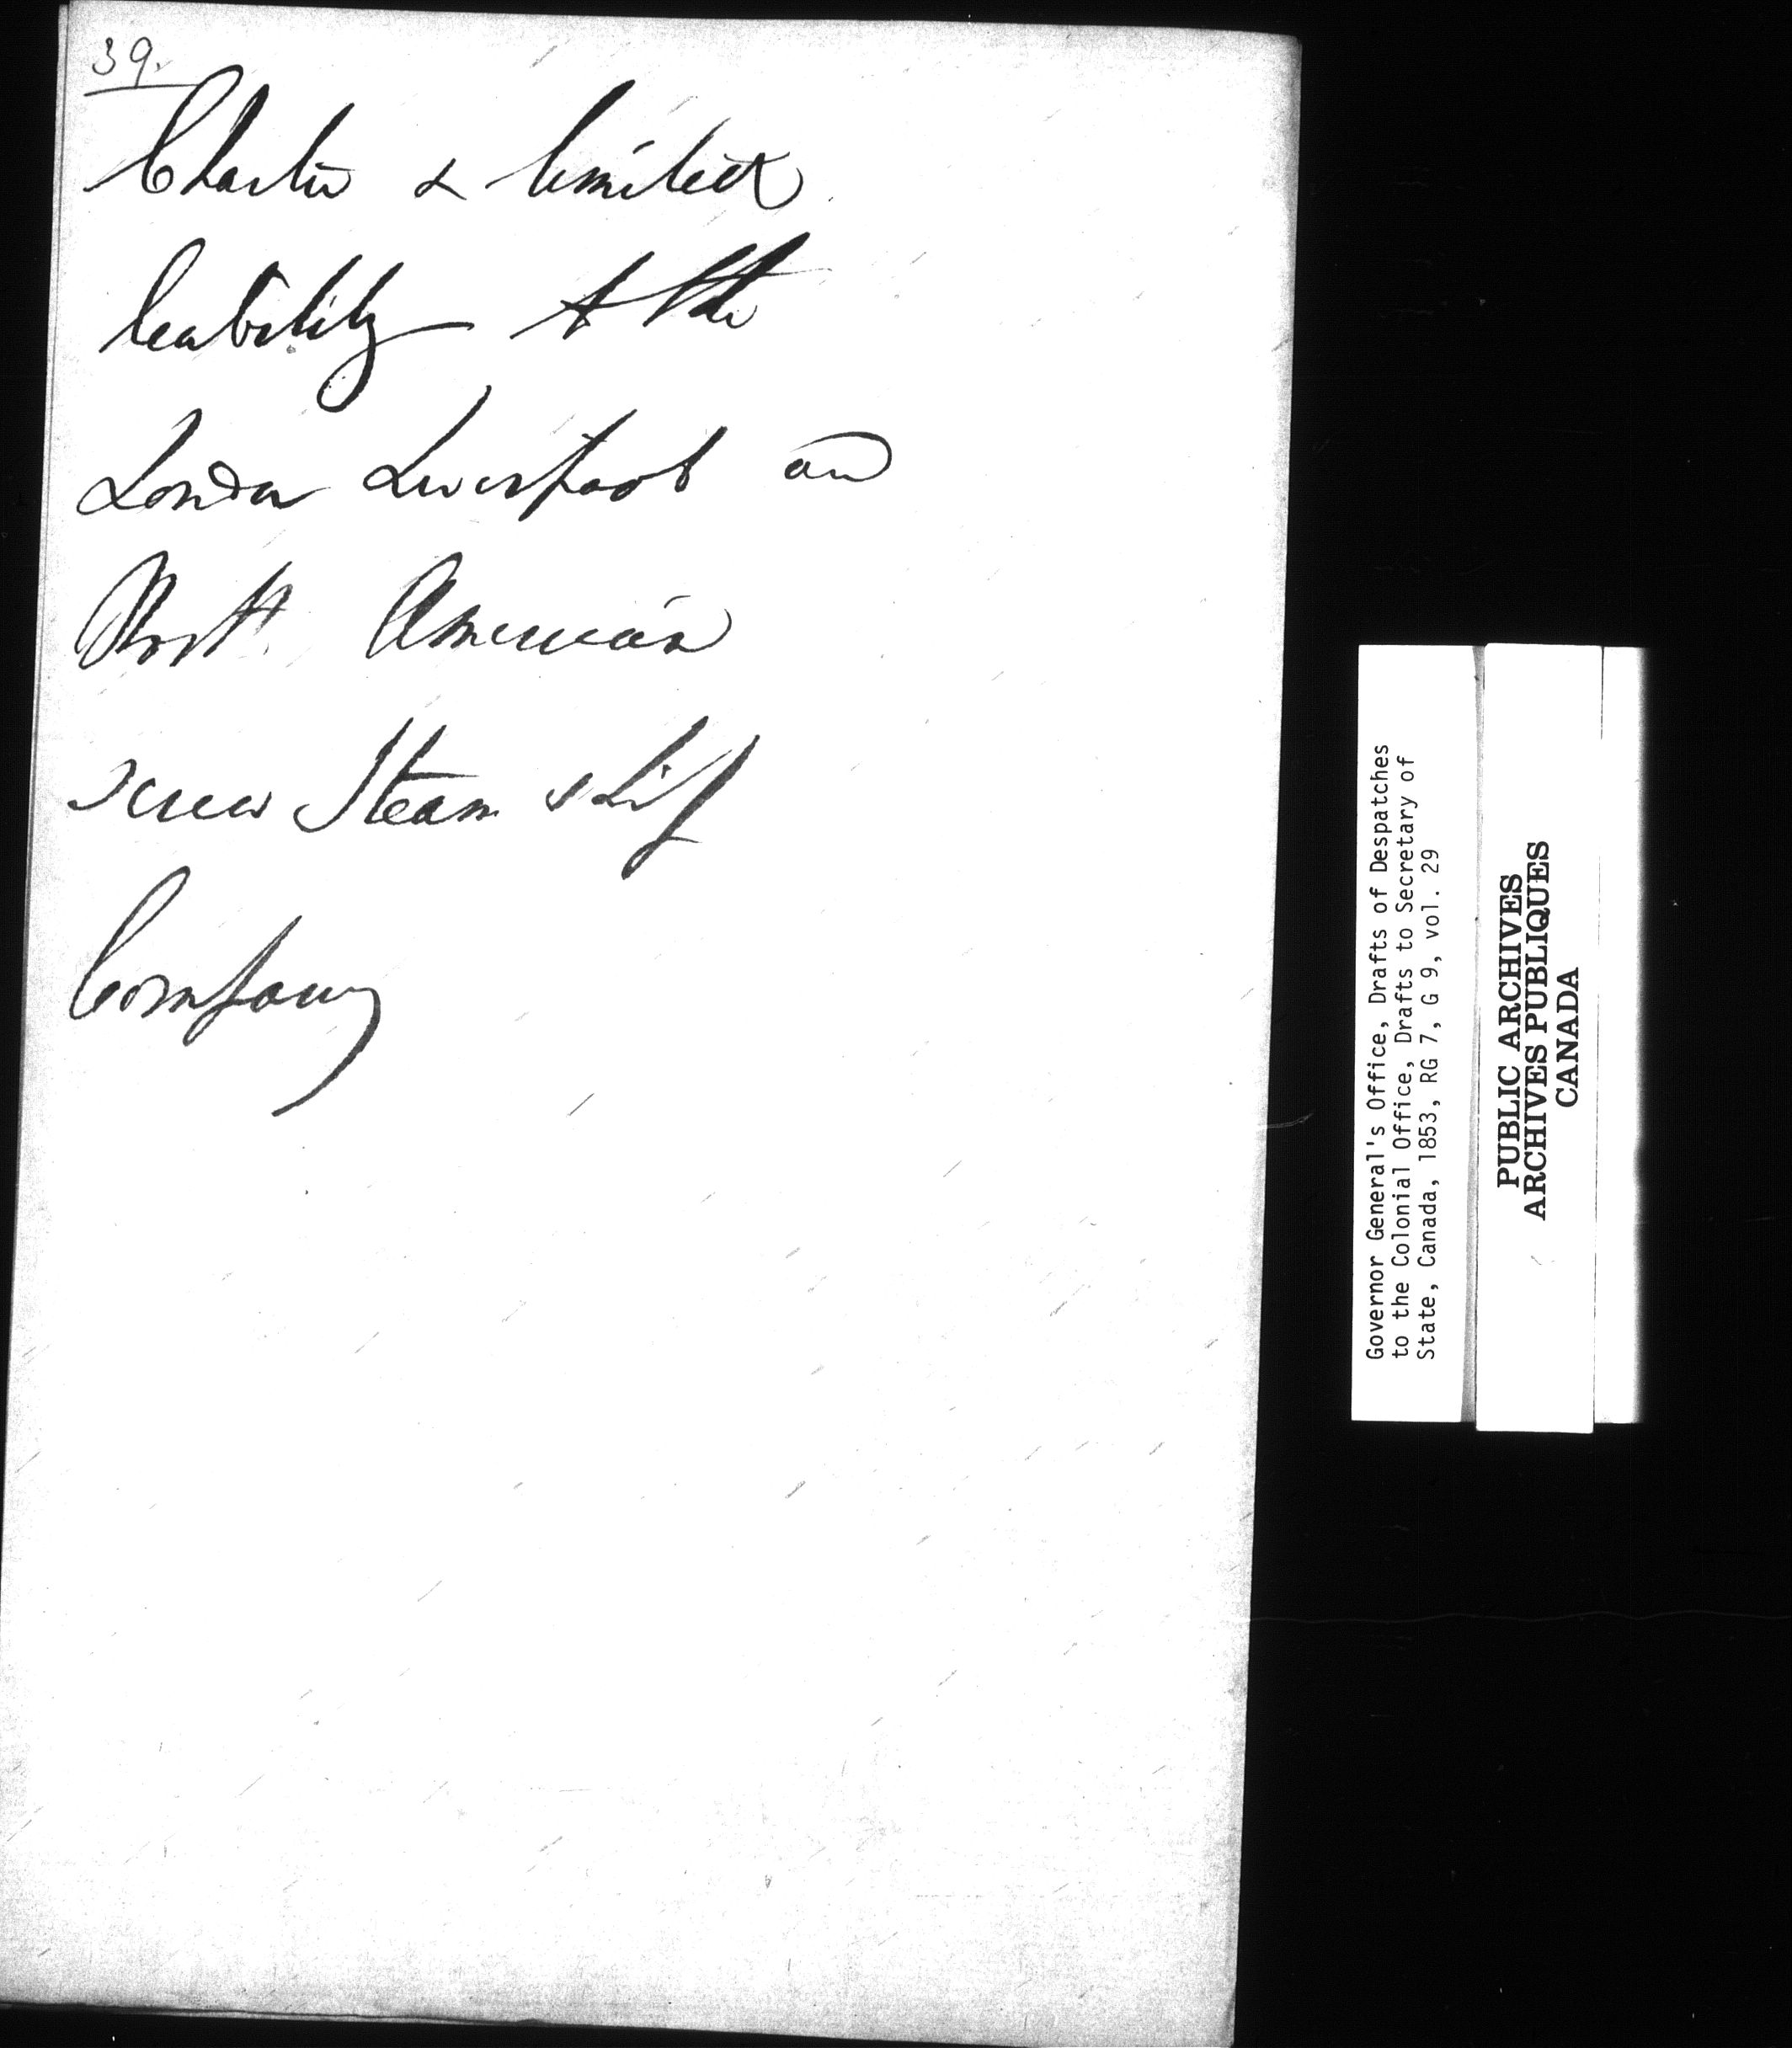 39.
Charter & limited
liability to the
London Liverpool and
North American
Screw Steam Ship
Company
Governor General's Office, Drafts of Despatches
to the Colonial Office, Drafts to Secretary of
State, Canada, 1853, RG 7, G 9, vol. 29
PUBLIC ARCHIVES
ARCHIVES PUBLIQUES
CANADA